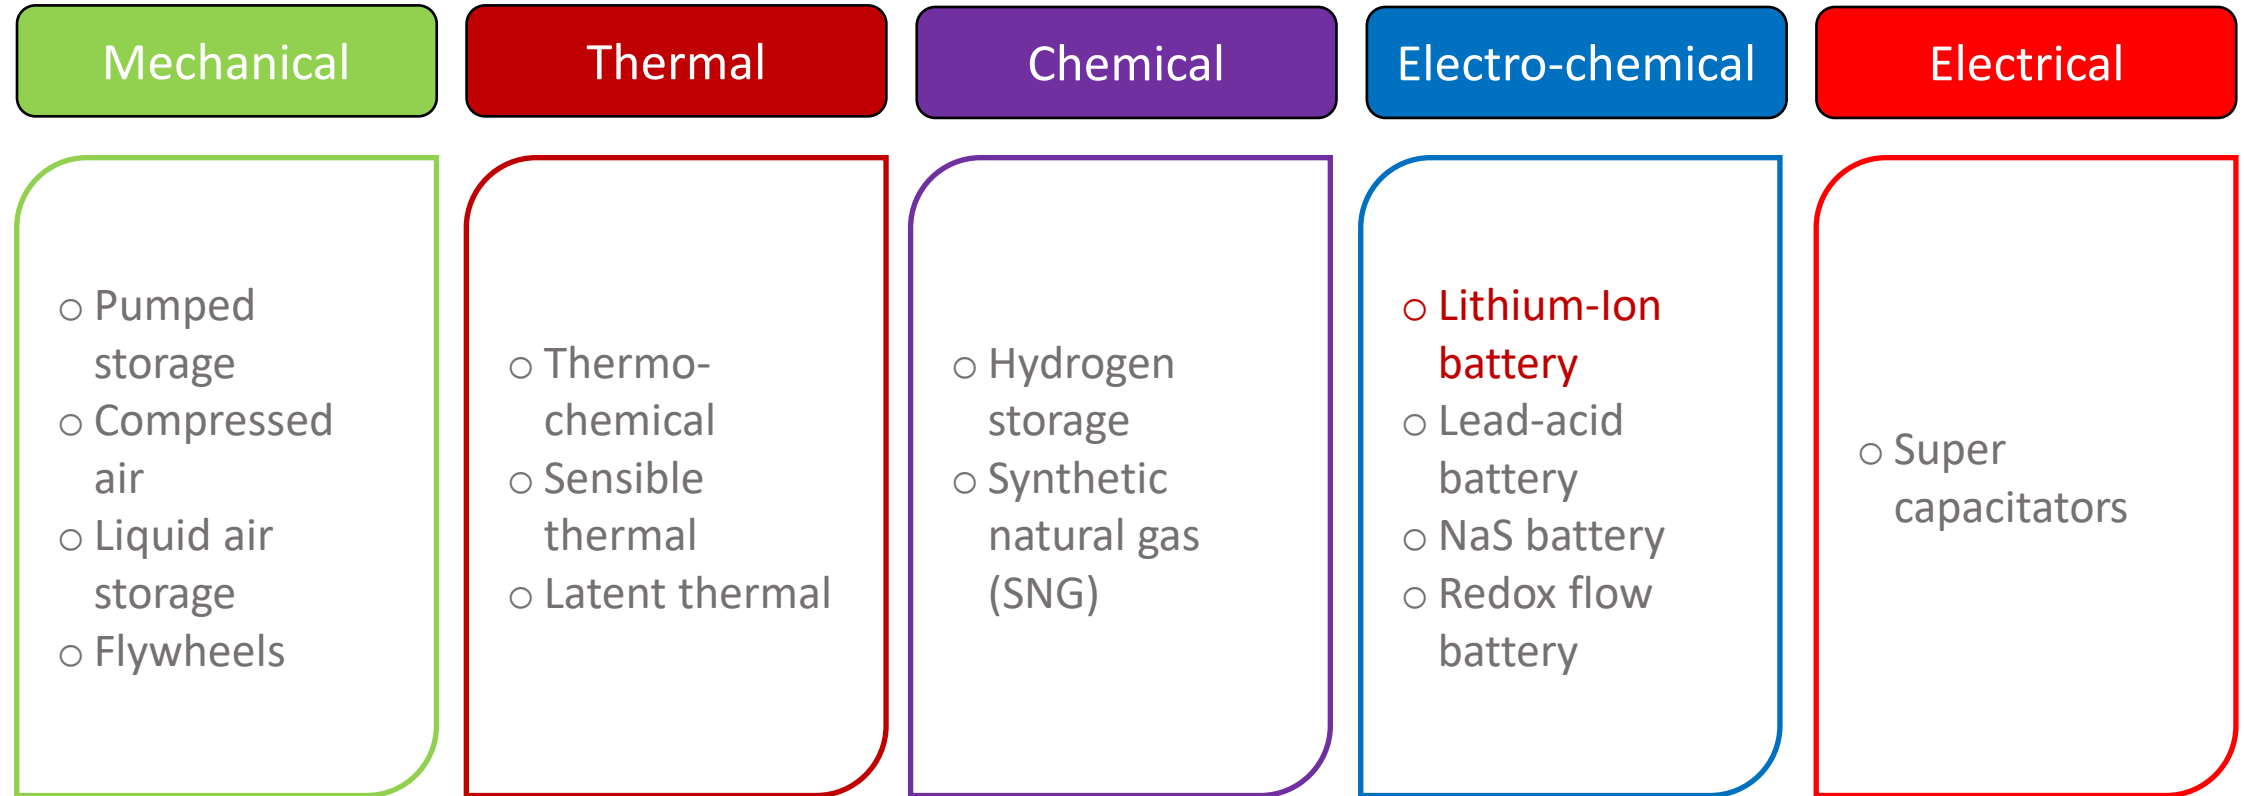 Mechanical
Thermal
Chemical
Electro-chemical
Electrical
○ Pumped
storage
○ Compressed
air
○ Liquid air
storage
○ Flywheels
○ Thermo-
chemical
○ Sensible
thermal
○ Latent thermal
○ Hydrogen
storage
○ Synthetic
natural gas
(SNG)
○ Lithium-Ion
battery
○ Lead-acid
battery
○ NaS battery
○ Redox flow
battery
○ Super
capacitators